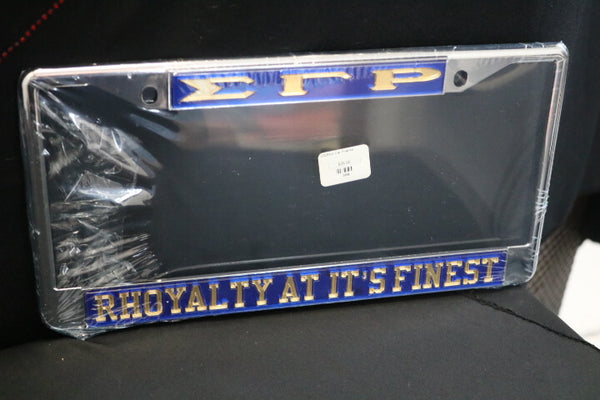 ΣΓΡ
RHOYALTY AT IT'S FINEST